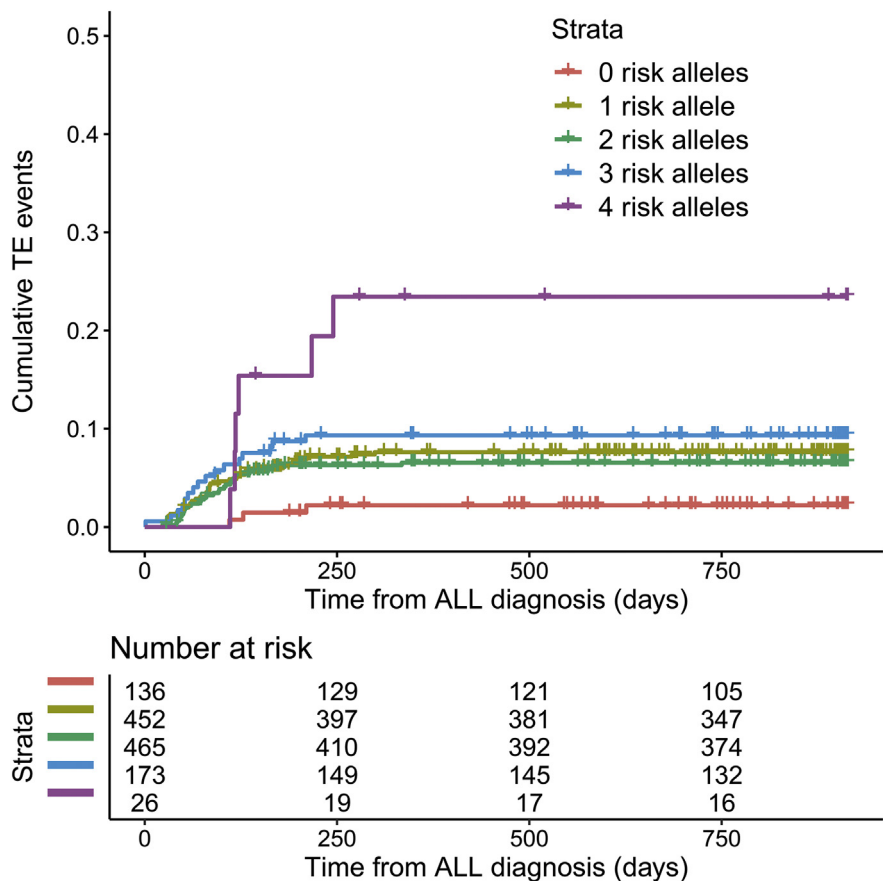 Strata
0 risk alleles
1 risk allele
2 risk alleles
3 risk alleles
4 risk alleles
Cumulative TE events
0.5
0.4
0.3
0.2
0.1
0.0
0 250 500 750
Time from ALL diagnosis (days)
Number at risk
Strata
136 129 121 105
452 397 381 347
465 410 392 374
173 149 145 132
26 19 17 16
0 250 500 750
Time from ALL diagnosis (days)